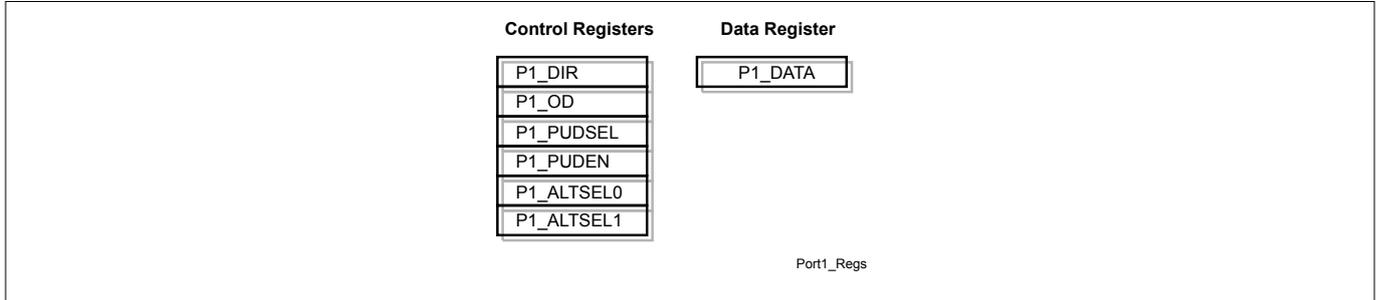 Control Registers
Data Register
P1_DIR
P1_DATA
P1_OD
P1_PUDSEL
P1_PUDEN
P1_ALTSEL0
P1_ALTSEL1
Port1_Regs